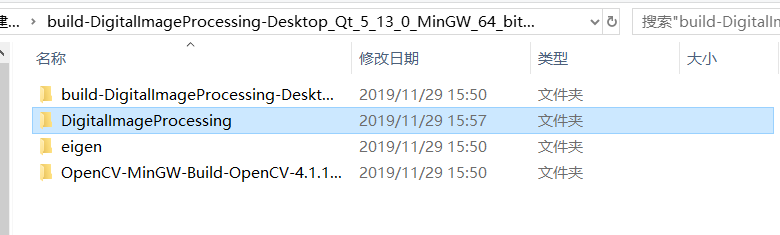 建... › build-DigitalImageProcessing-Desktop_Qt_5_13_0_MinGW_64_bit... 搜索"build-DigitalIm
名称 修改日期 类型 大小
build-DigitalImageProcessing-Deskt... 2019/11/29 15:50 文件夹
DigitalImageProcessing 2019/11/29 15:57 文件夹
eigen 2019/11/29 15:50 文件夹
OpenCV-MinGW-Build-OpenCV-4.1.1... 2019/11/29 15:50 文件夹